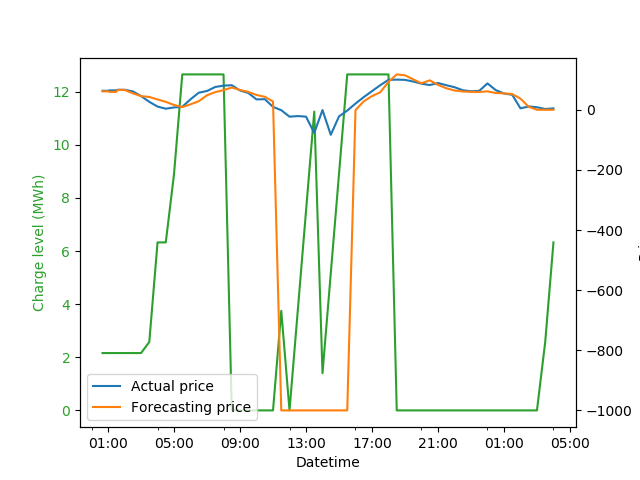 12
10
8
6
4
2
0
Charge level (MWh)
0
−200
−400
−600
−800
−1000
Actual price
Forecasting price
01:00 05:00 09:00 13:00 17:00 21:00 01:00 05:00
Datetime